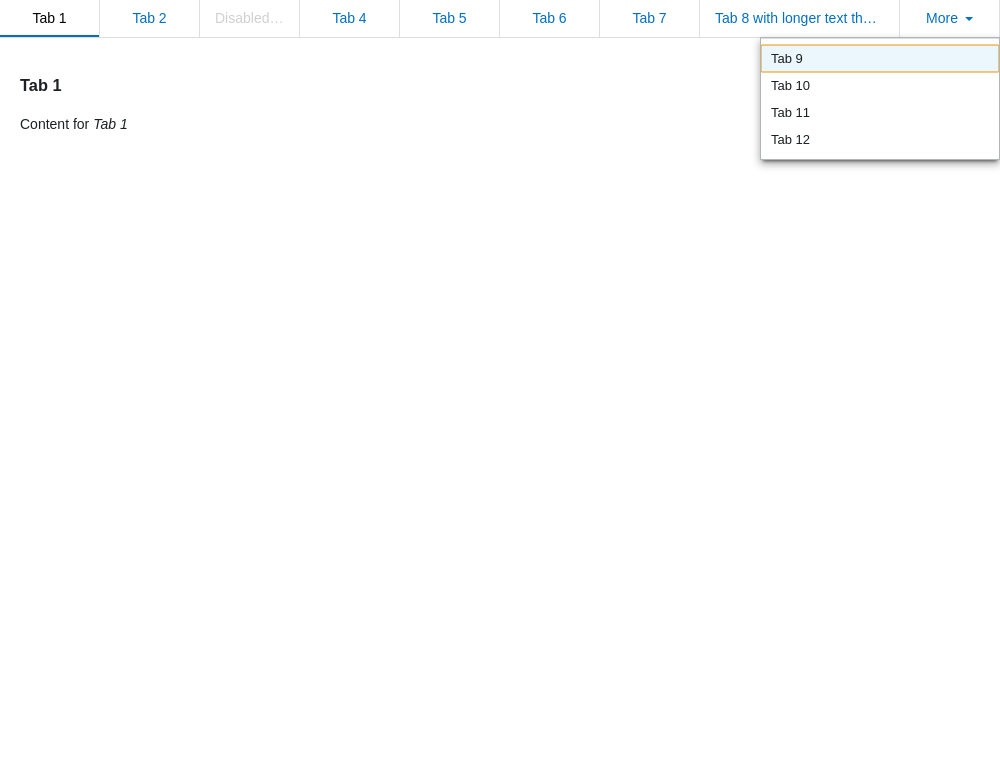 Tab 1 Tab 2 Disabled… Tab 4 Tab 5 Tab 6 Tab 7 Tab 8 with longer text th… More
Tab 9
Tab 10
Tab 11
Tab 12
Tab 1
Content for Tab 1